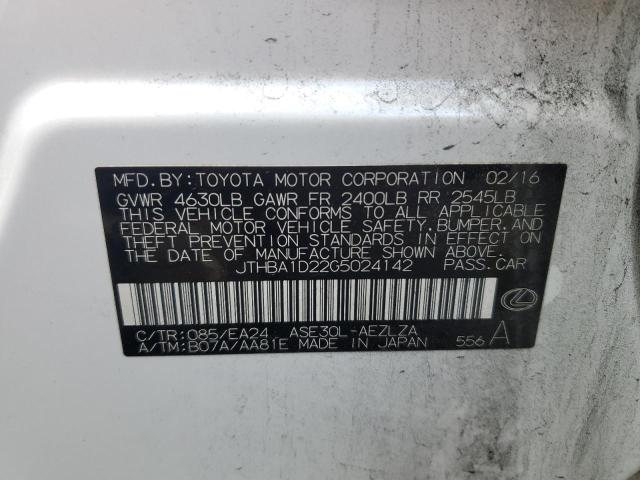 MFD.BY:TOYOTA MOTOR CORPORATION 02/16
GVWR 4630LB GAWR FR 2400LB RR 2545LB
THIS VEHICLE CONFORMS TO ALL APPLICABLE
FEDERAL MOTOR VEHICLE SAFETY.BUMPER.AND
THEFT PREVENTION STANDARDS IN EFFECT ON
THE DATE OF MANUFACTURE SHOWN ABOVE.
JTHBA1D22G5024142 PASS.CAR
C/TR:085/EA24 ASE30L-AEZLZA
A/TM:B07A/AA81E MADE IN JAPAN 556 A